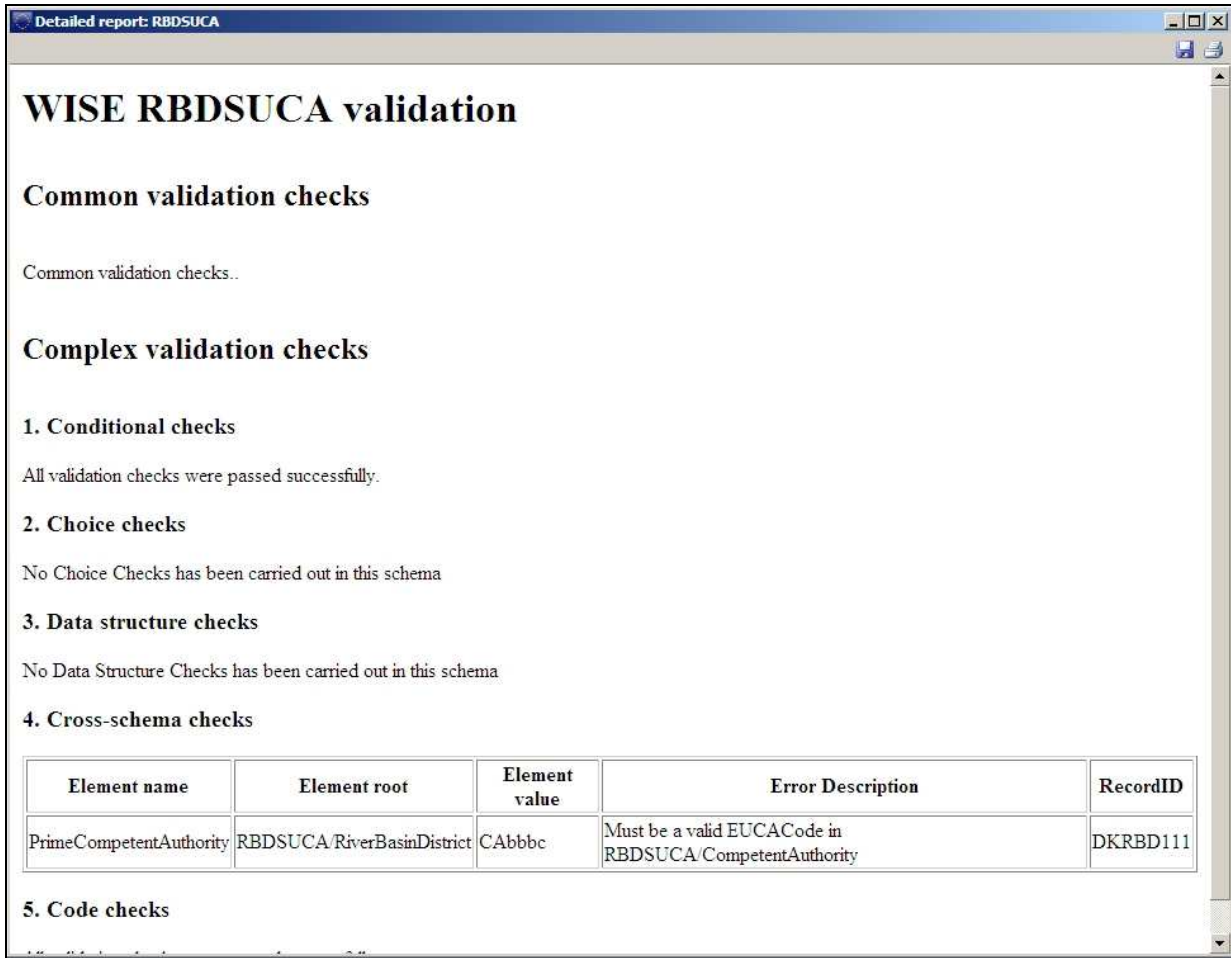 Detailed report: RBDSUCA
WISE RBDSUCA validation
Common validation checks
Common validation checks..
Complex validation checks
1. Conditional checks
All validation checks were passed successfully.
2. Choice checks
No Choice Checks has been carried out in this schema
3. Data structure checks
No Data Structure Checks has been carried out in this schema
4. Cross-schema checks
Element name Element root Element value Error Description RecordID
PrimeCompetentAuthority RBDSUCA/RiverBasinDistrict CAbbbc Must be a valid EUCACode in RBDSUCA/CompetentAuthority DKRBD111
5. Code checks